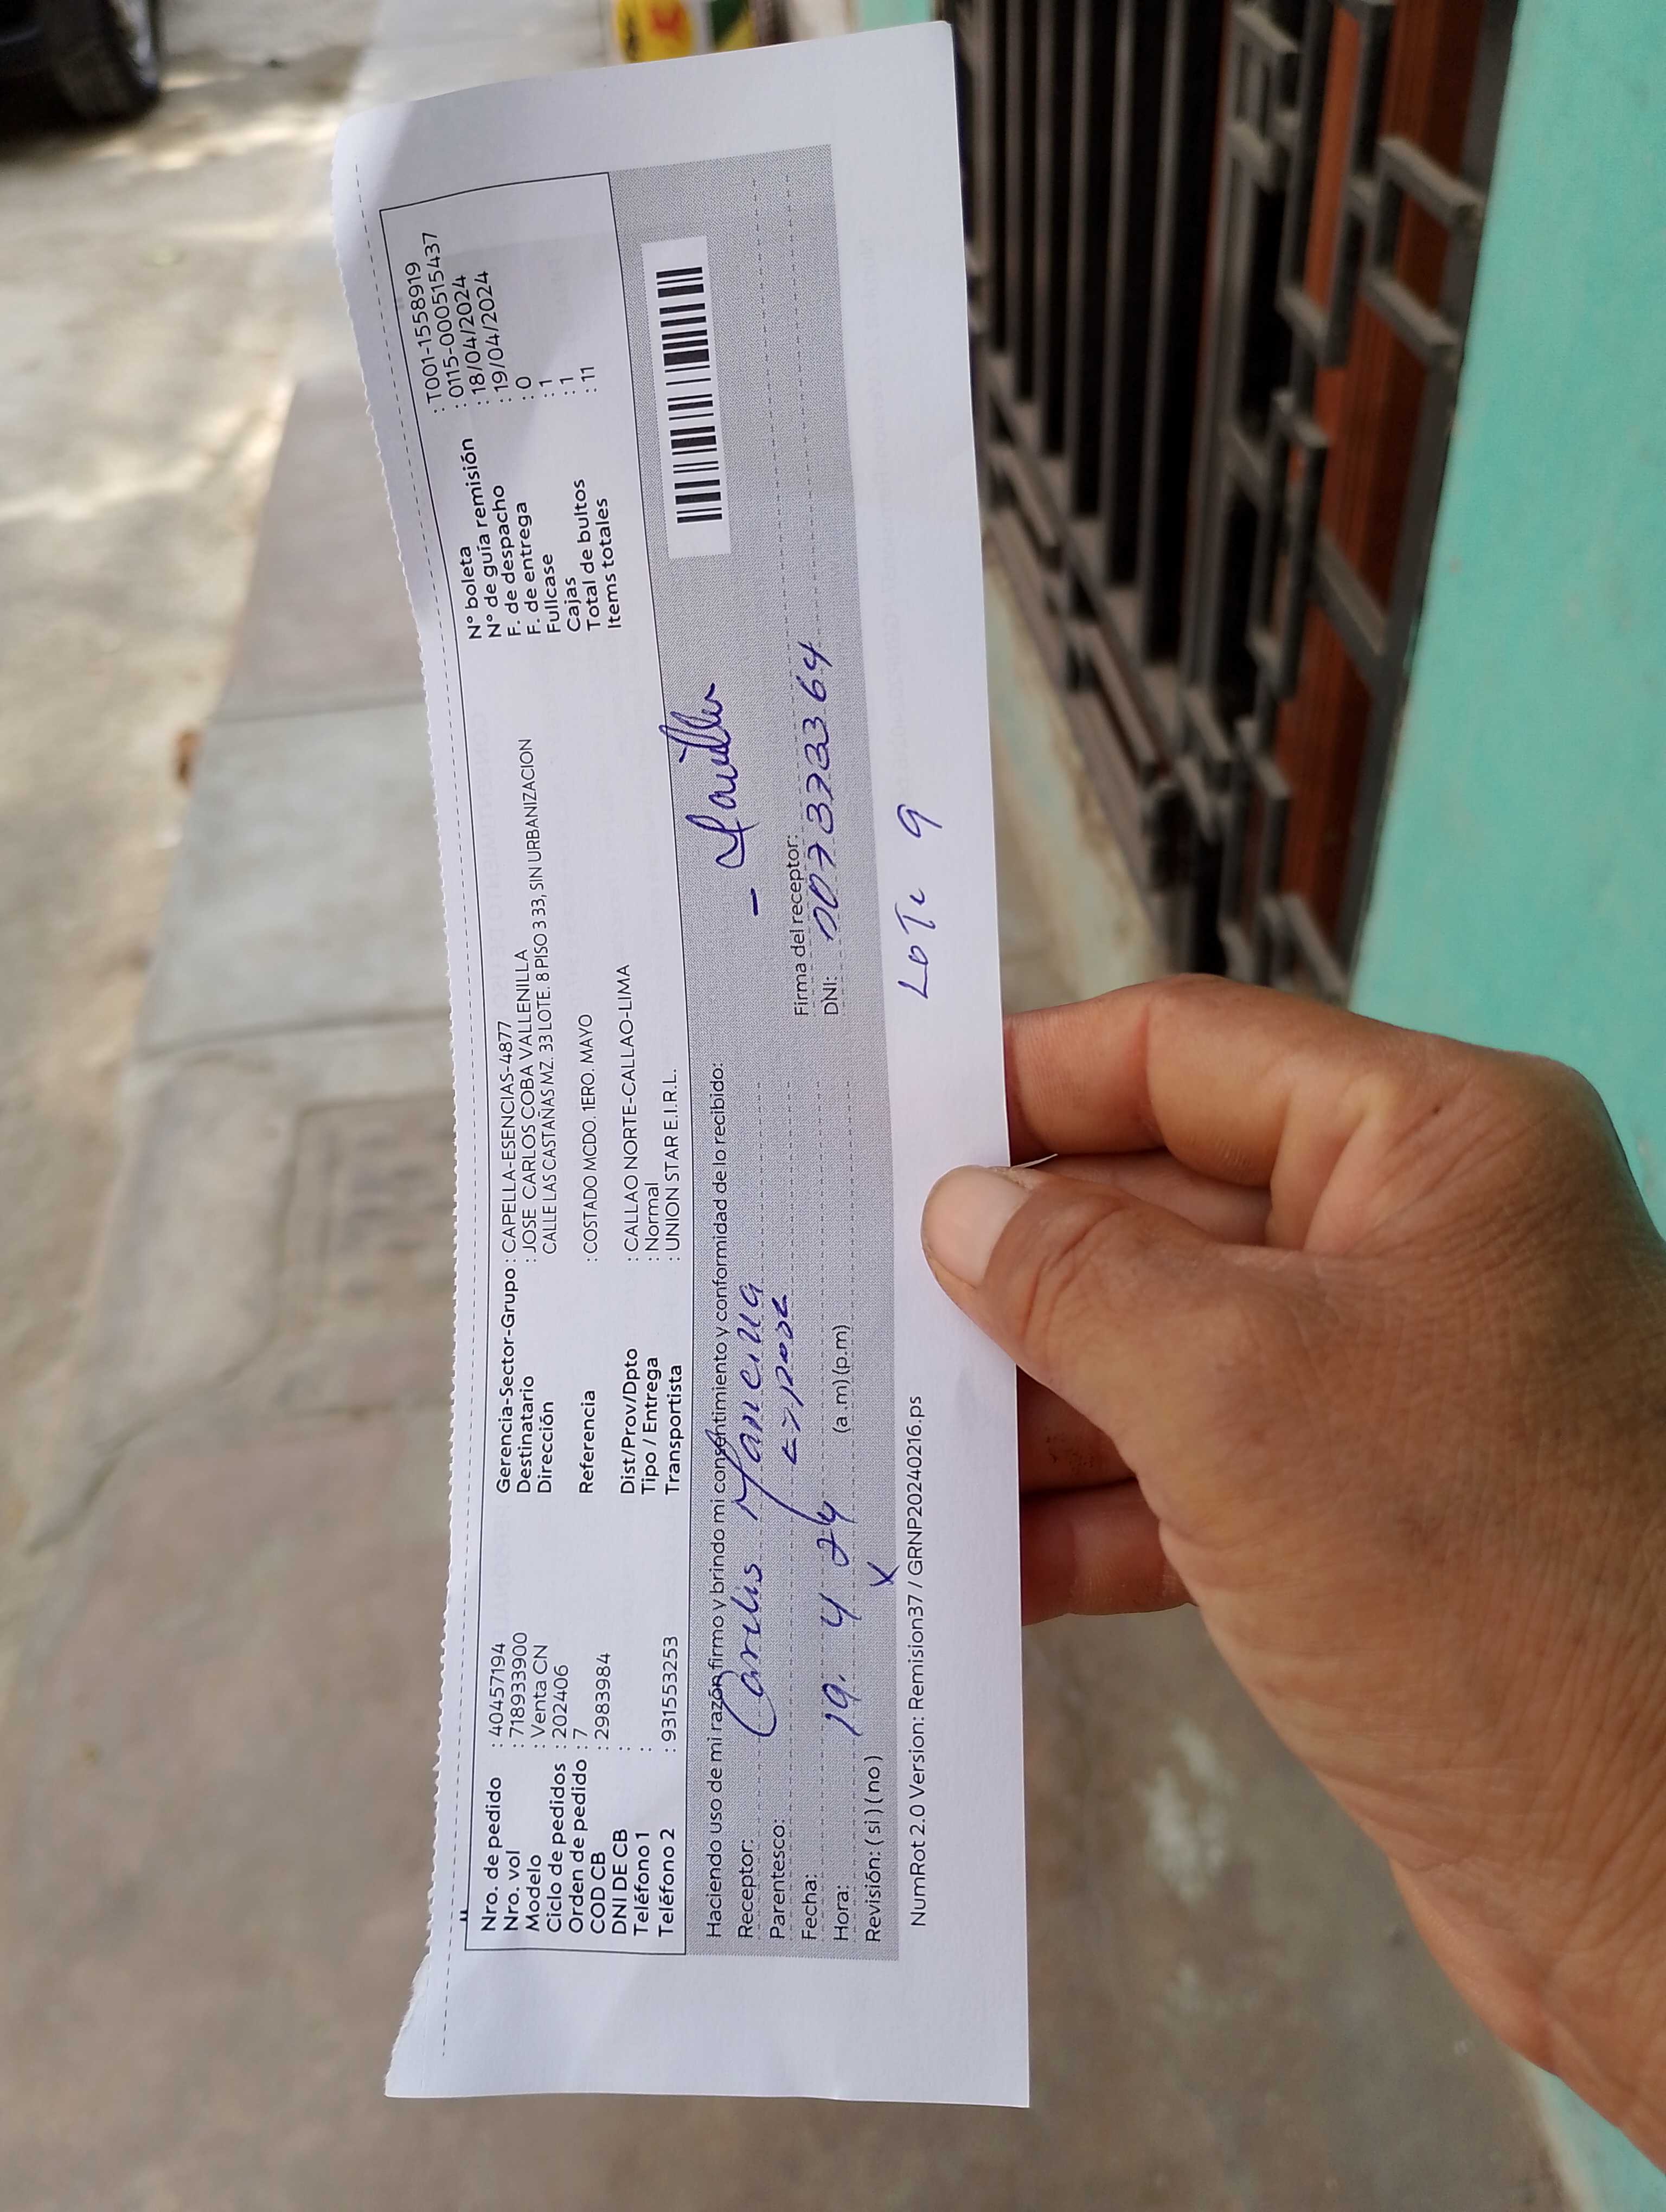 Nro. de pedido : 40457194
Nro. vol : 718933900
Modelo : Venta CN
Ciclo de pedidos : 202406
Orden de pedido : 7
COD CB : 2983984
DNI DE CB :
Teléfono 1 :
Teléfono 2 : 931553253
Gerencia-Sector-Grupo : CAPELLA-ESENCIAS-4877
Destinatario : JOSE CARLOS COBA VALLENILLA
Dirección CALLE LAS CASTAÑAS MZ. 33 LOTE. 8 PISO 3 33, SIN URBANIZACION
Referencia : COSTADO MCDO. 1ERO. MAYO
Dist/Prov/Dpto : CALLAO NORTE-CALLAO-LIMA
Tipo / Entrega : Normal
Transportista : UNION STAR E.I.R.L.
N° boleta : T001-1558919
N° de guía remisión : 0115-000515437
F. de despacho : 18/04/2024
F. de entrega : 19/04/2024
Fullcase : 0
Cajas : 1
Total de bultos : 1
Items totales : 11
Haciendo uso de mi razón firmo y brindo mi consentimiento y conformidad de lo recibido:
Receptor: Carlos
Parentesco:
Fecha: 19. 4 24
Hora: (a.m) (p.m)
Revisión: ( si ) ( no ) X
Firma del receptor:
DNI: 007373364
NumRot 2.0 Version: Remision37 / GRNP20240216.ps
LOTe 9